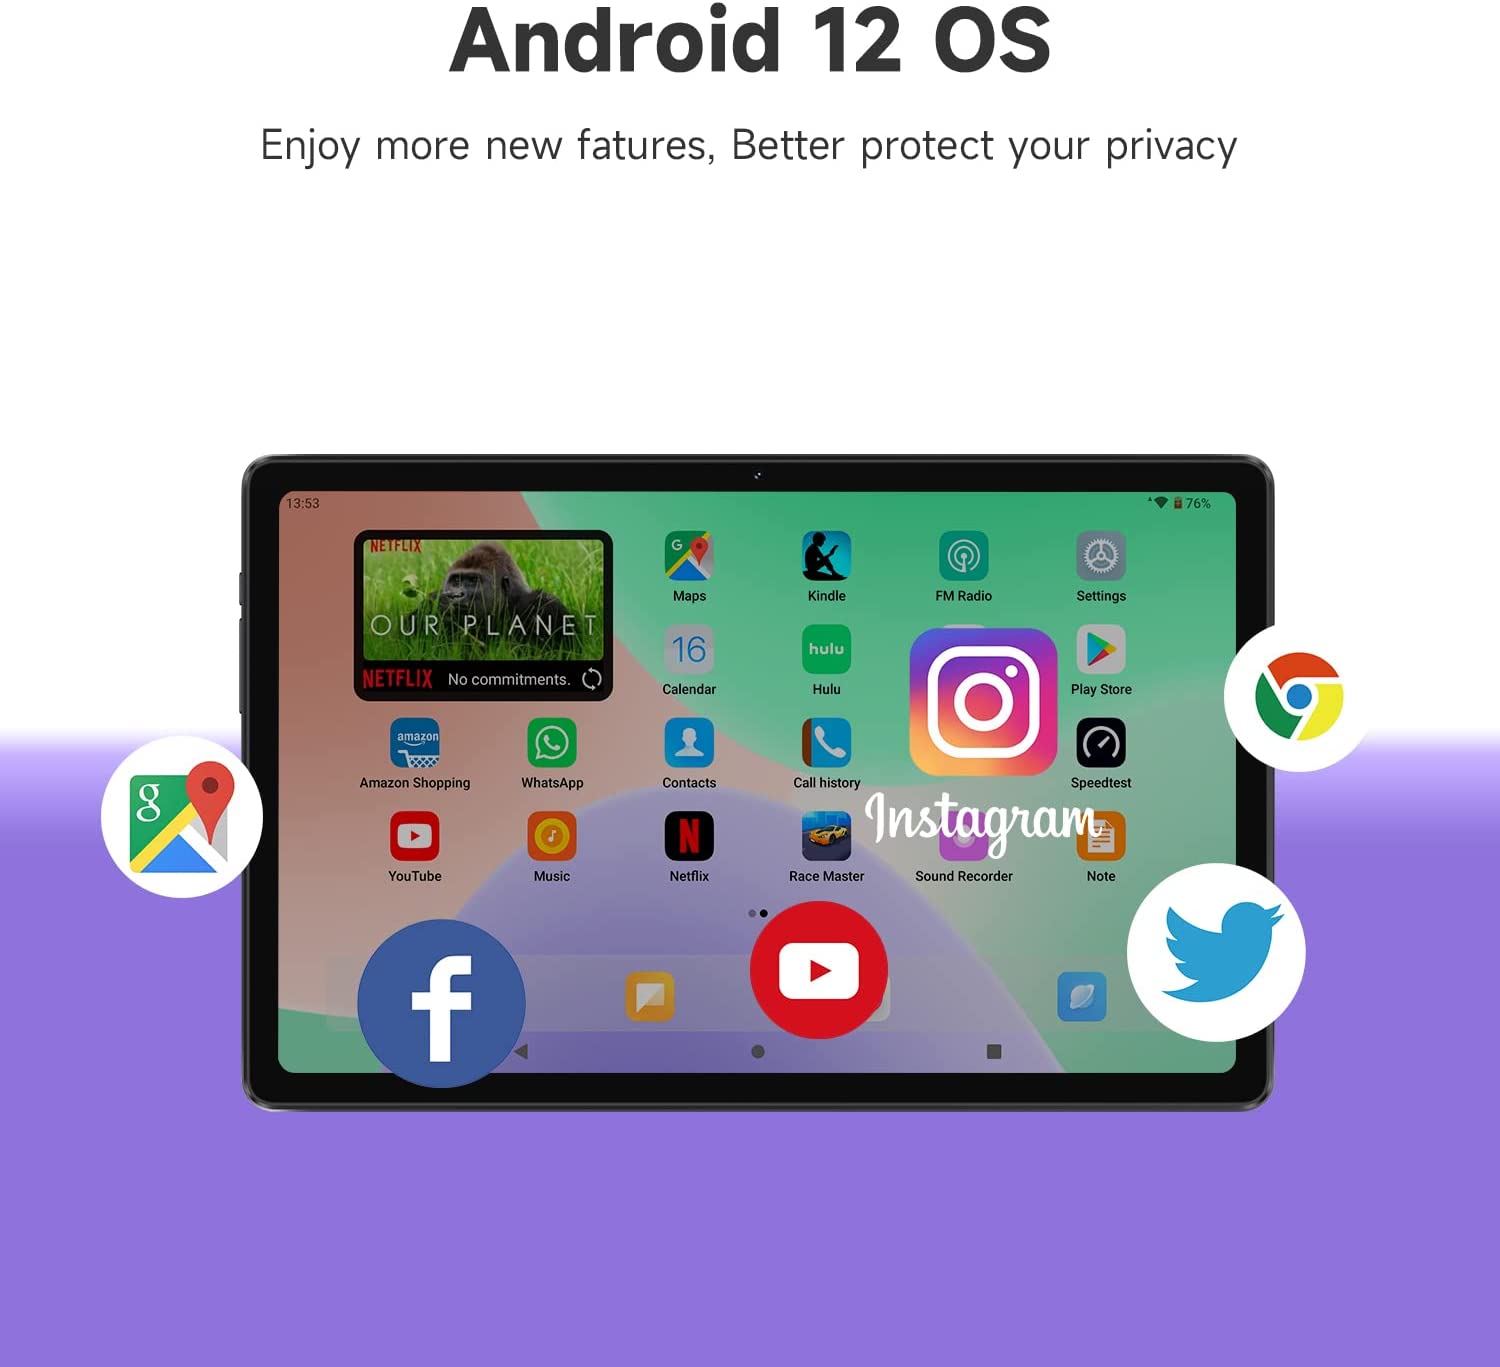 Android 12 OS
Enjoy more new fatures, Better protect your privacy
13:53
76%
NETFLIX
OUR PLANET
NETFLIX No commitments.
G
Maps
Kindle
FM Radio
Settings
16
hulu
Calendar
Hulu
Play Store
amazon
Amazon Shopping
WhatsApp
Contacts
Call history
Speedtest
g
Instagram
N
YouTube
Music
Netflix
Race Master
Sound Recorder
Note
f